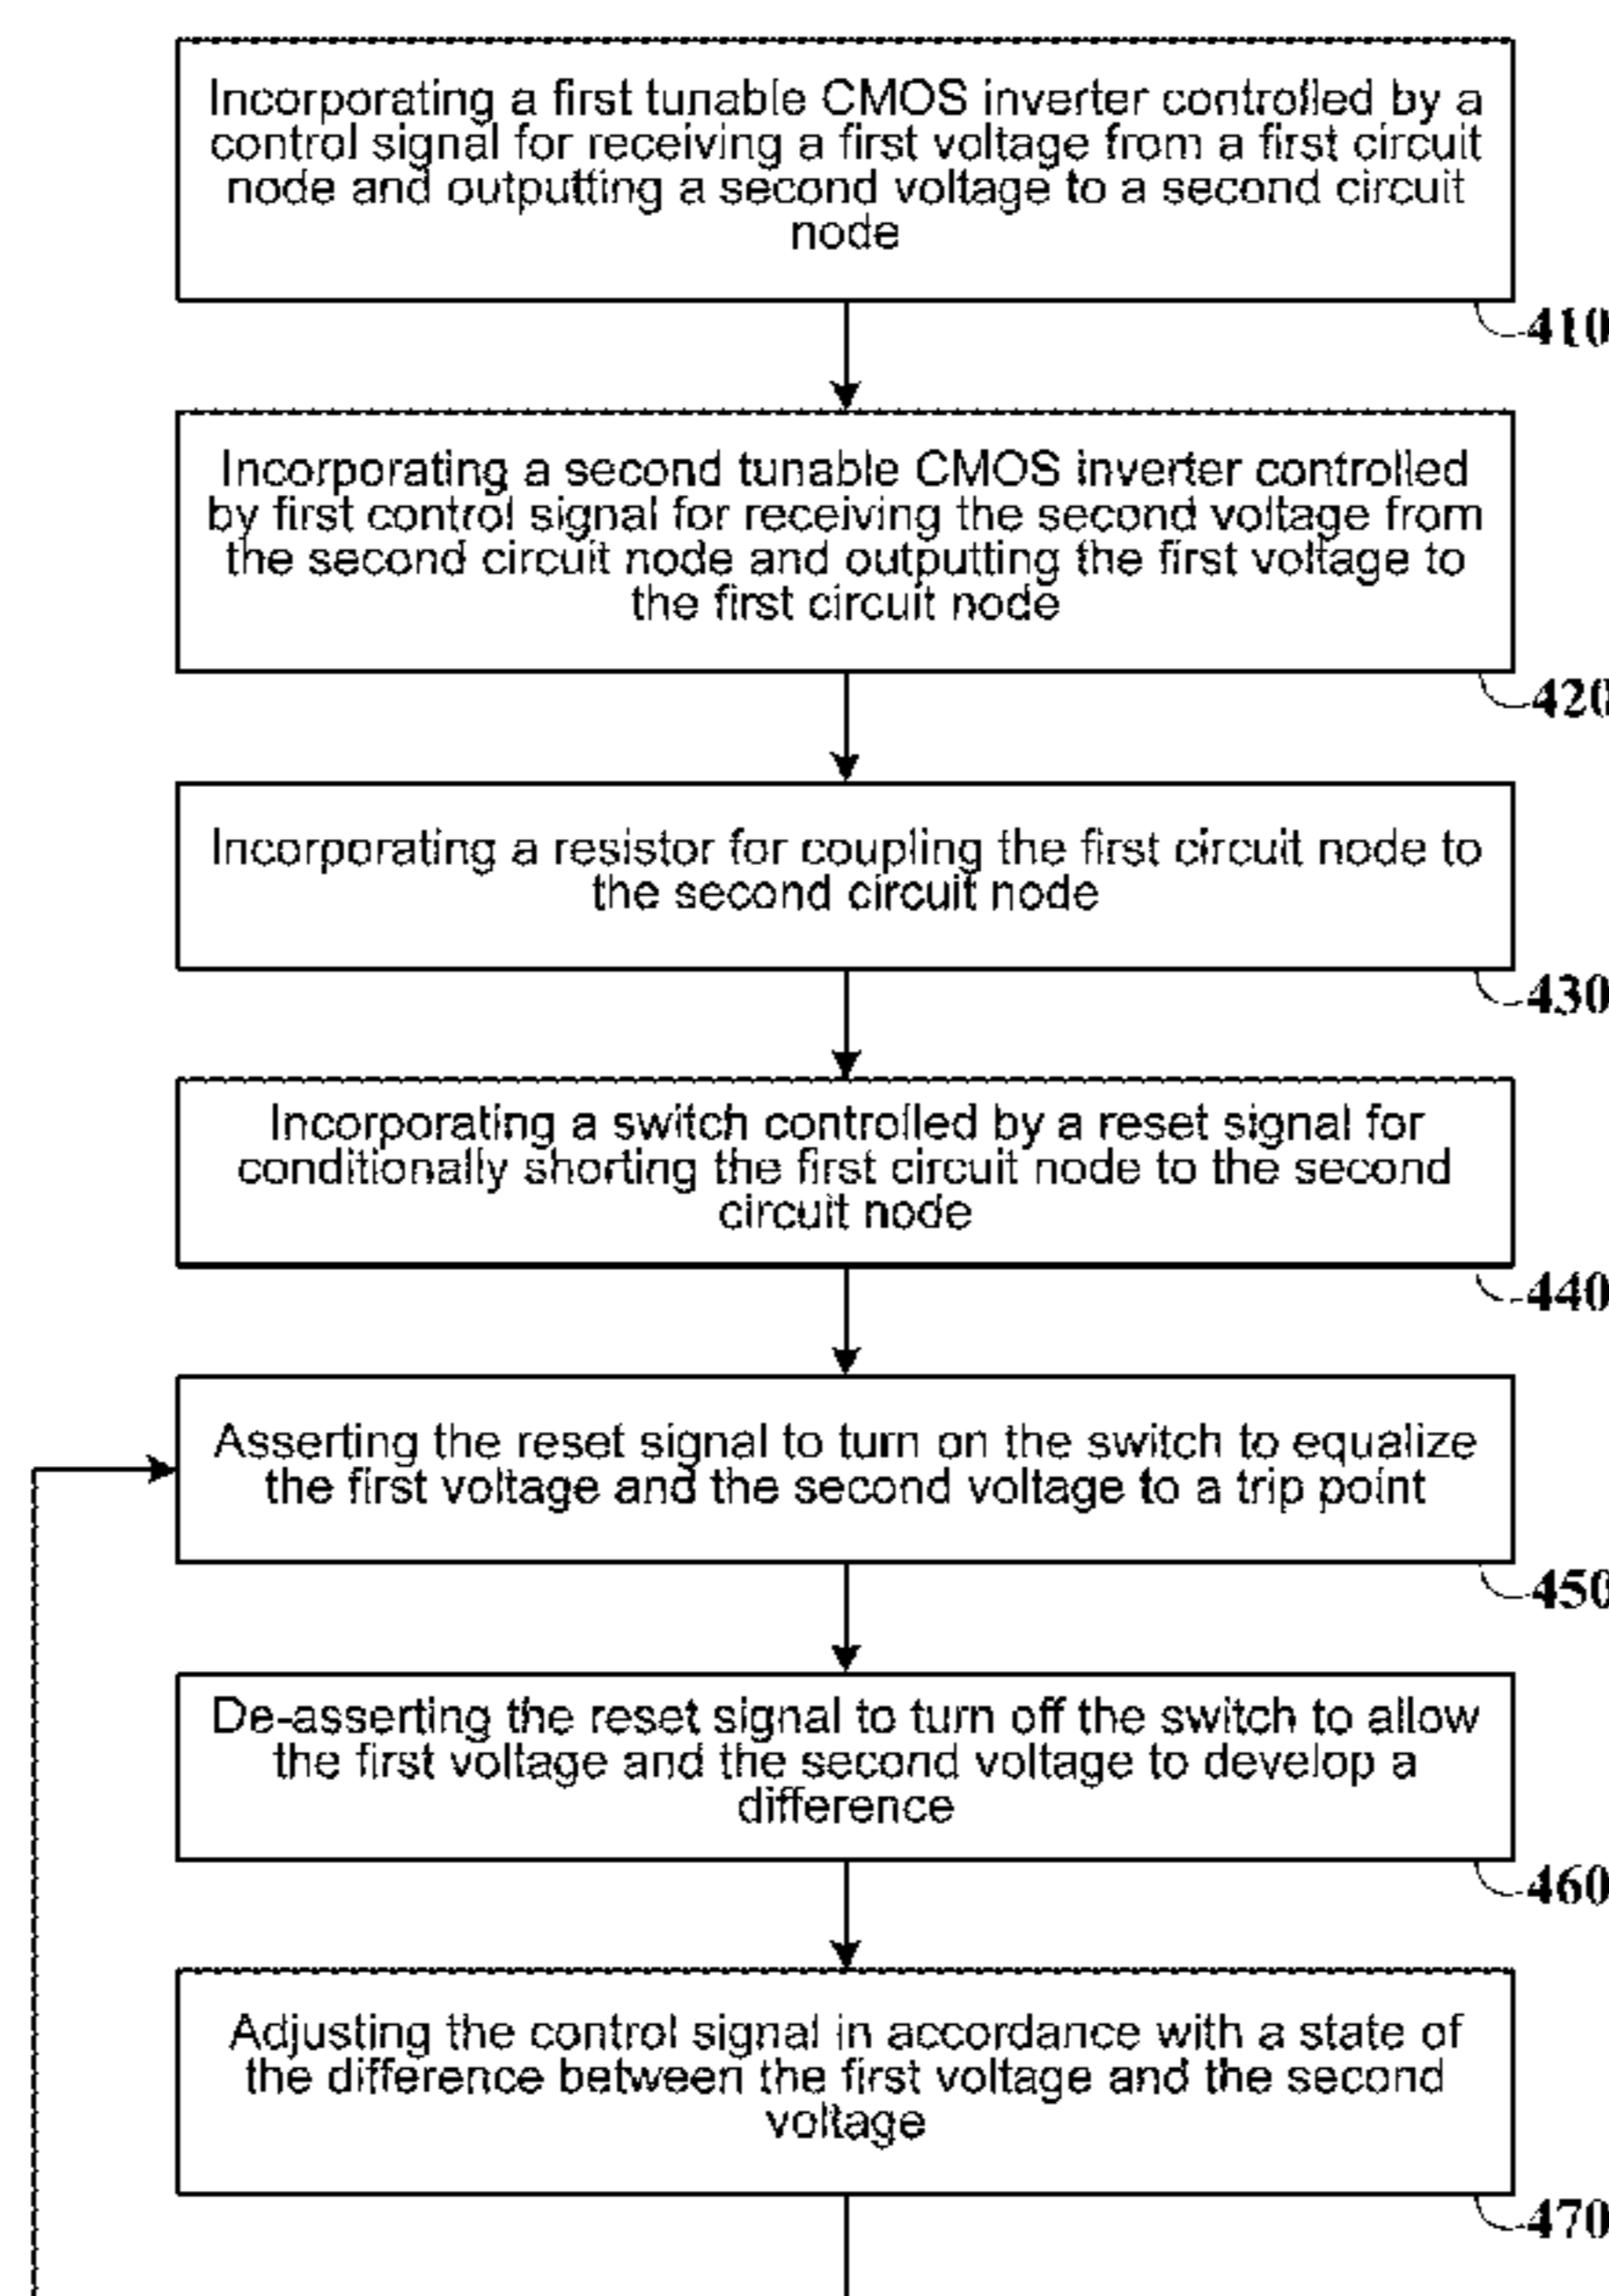 Incorporating a first tunable CMOS inverter controlled by a
control signal for receiving a first voltage from a first circuit
node and outputting a second voltage to a second circuit
node
410
Incorporating a second tunable CMOS inverter controlled
by first control signal for receiving the second voltage from
the second circuit node and outputting the first voltage to
the first circuit node
420
Incorporating a resistor for coupling the first circuit node to
the second circuit node
430
Incorporating a switch controlled by a reset signal for
conditionally shorting the first circuit node to the second
circuit node
440
Asserting the reset signal to turn on the switch to equalize
the first voltage and the second voltage to a trip point
450
De-asserting the reset signal to turn off the switch to allow
the first voltage and the second voltage to develop a
difference
460
Adjusting the control signal in accordance with a state of
the difference between the first voltage and the second
voltage
470